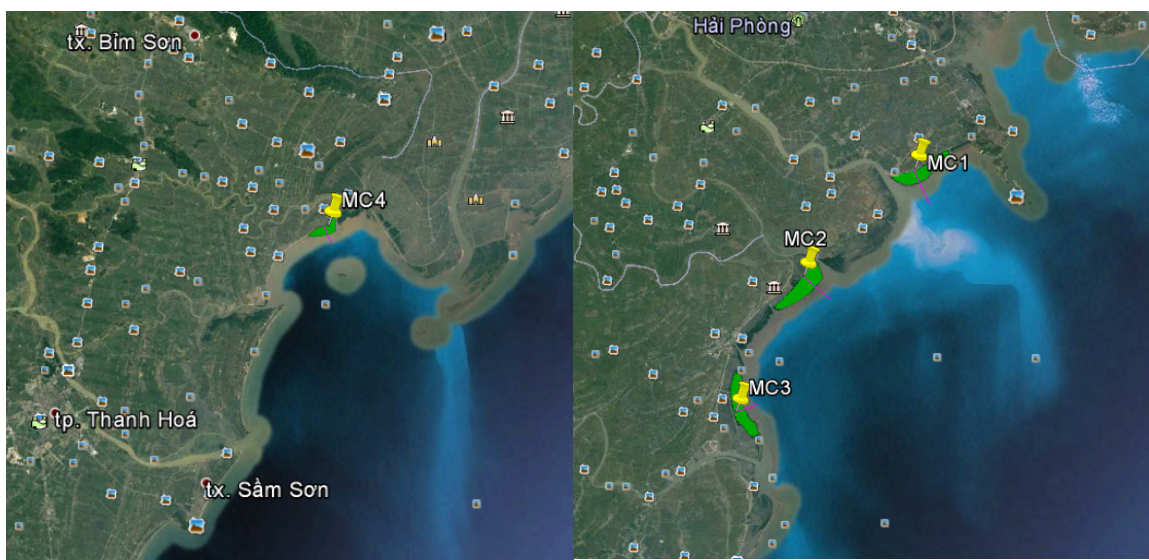 tx. Bỉm Sơn
MC4
tp. Thanh Hoá
tx. Sầm Sơn
Hải Phòng
MC1
MC2
MC3